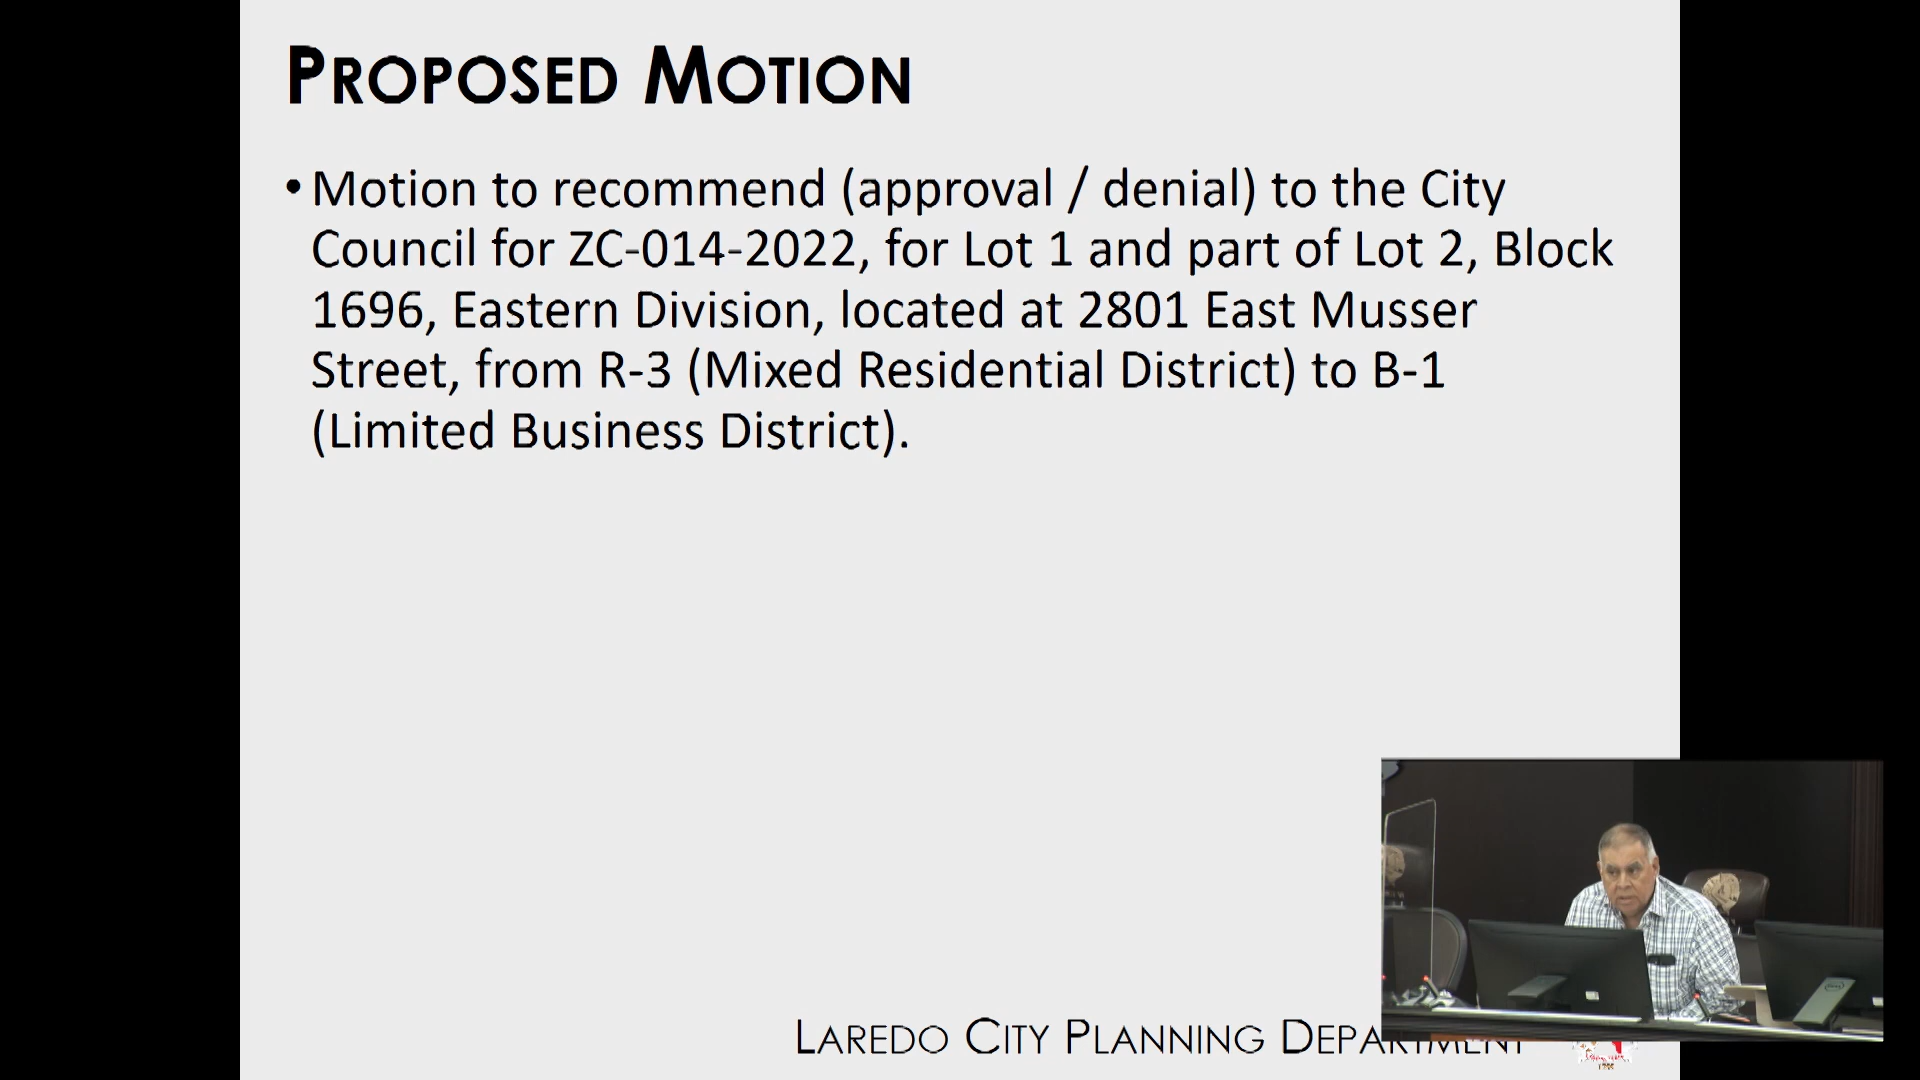 PROPOSED MOTION
• Motion to recommend (approval / denial) to the City
Council for ZC-014-2022, for Lot 1 and part of Lot 2, Block
1696, Eastern Division, located at 2801 East Musser
Street, from R-3 (Mixed Residential District) to B-1
(Limited Business District).
LAREDO CITY PLANNING DEPARTMENT